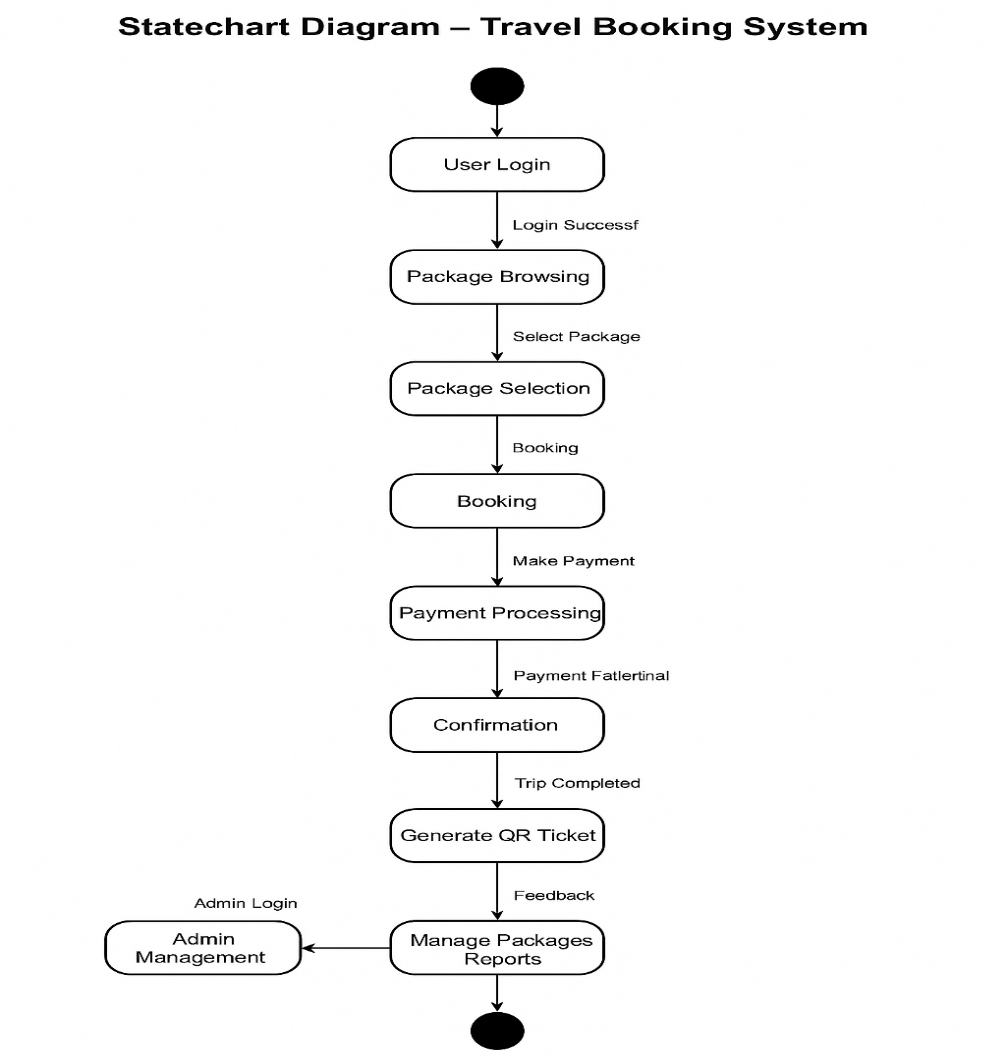 Statechart Diagram – Travel Booking System
User Login
Login Successf
Package Browsing
Select Package
Package Selection
Booking
Booking
Make Payment
Payment Processing
Payment Fatlertinal
Confirmation
Trip Completed
Generate QR Ticket
Feedback
Admin Login
Admin
Management
Manage Packages
Reports